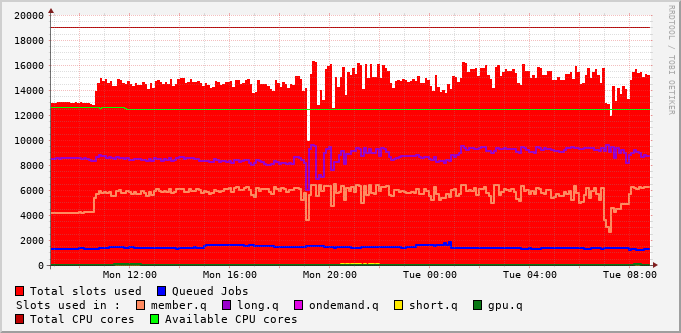 20000
18000
16000
14000
12000
10000
8000
6000
4000
2000
0
Mon 12:00 Mon 16:00 Mon 20:00 Tue 00:00 Tue 04:00 Tue 08:00
RRDTOOL / TOBI OETIKER
Total slots used Queued Jobs
Slots used in : member.q long.q ondemand.q short.q gpu.q
Total CPU cores Available CPU cores